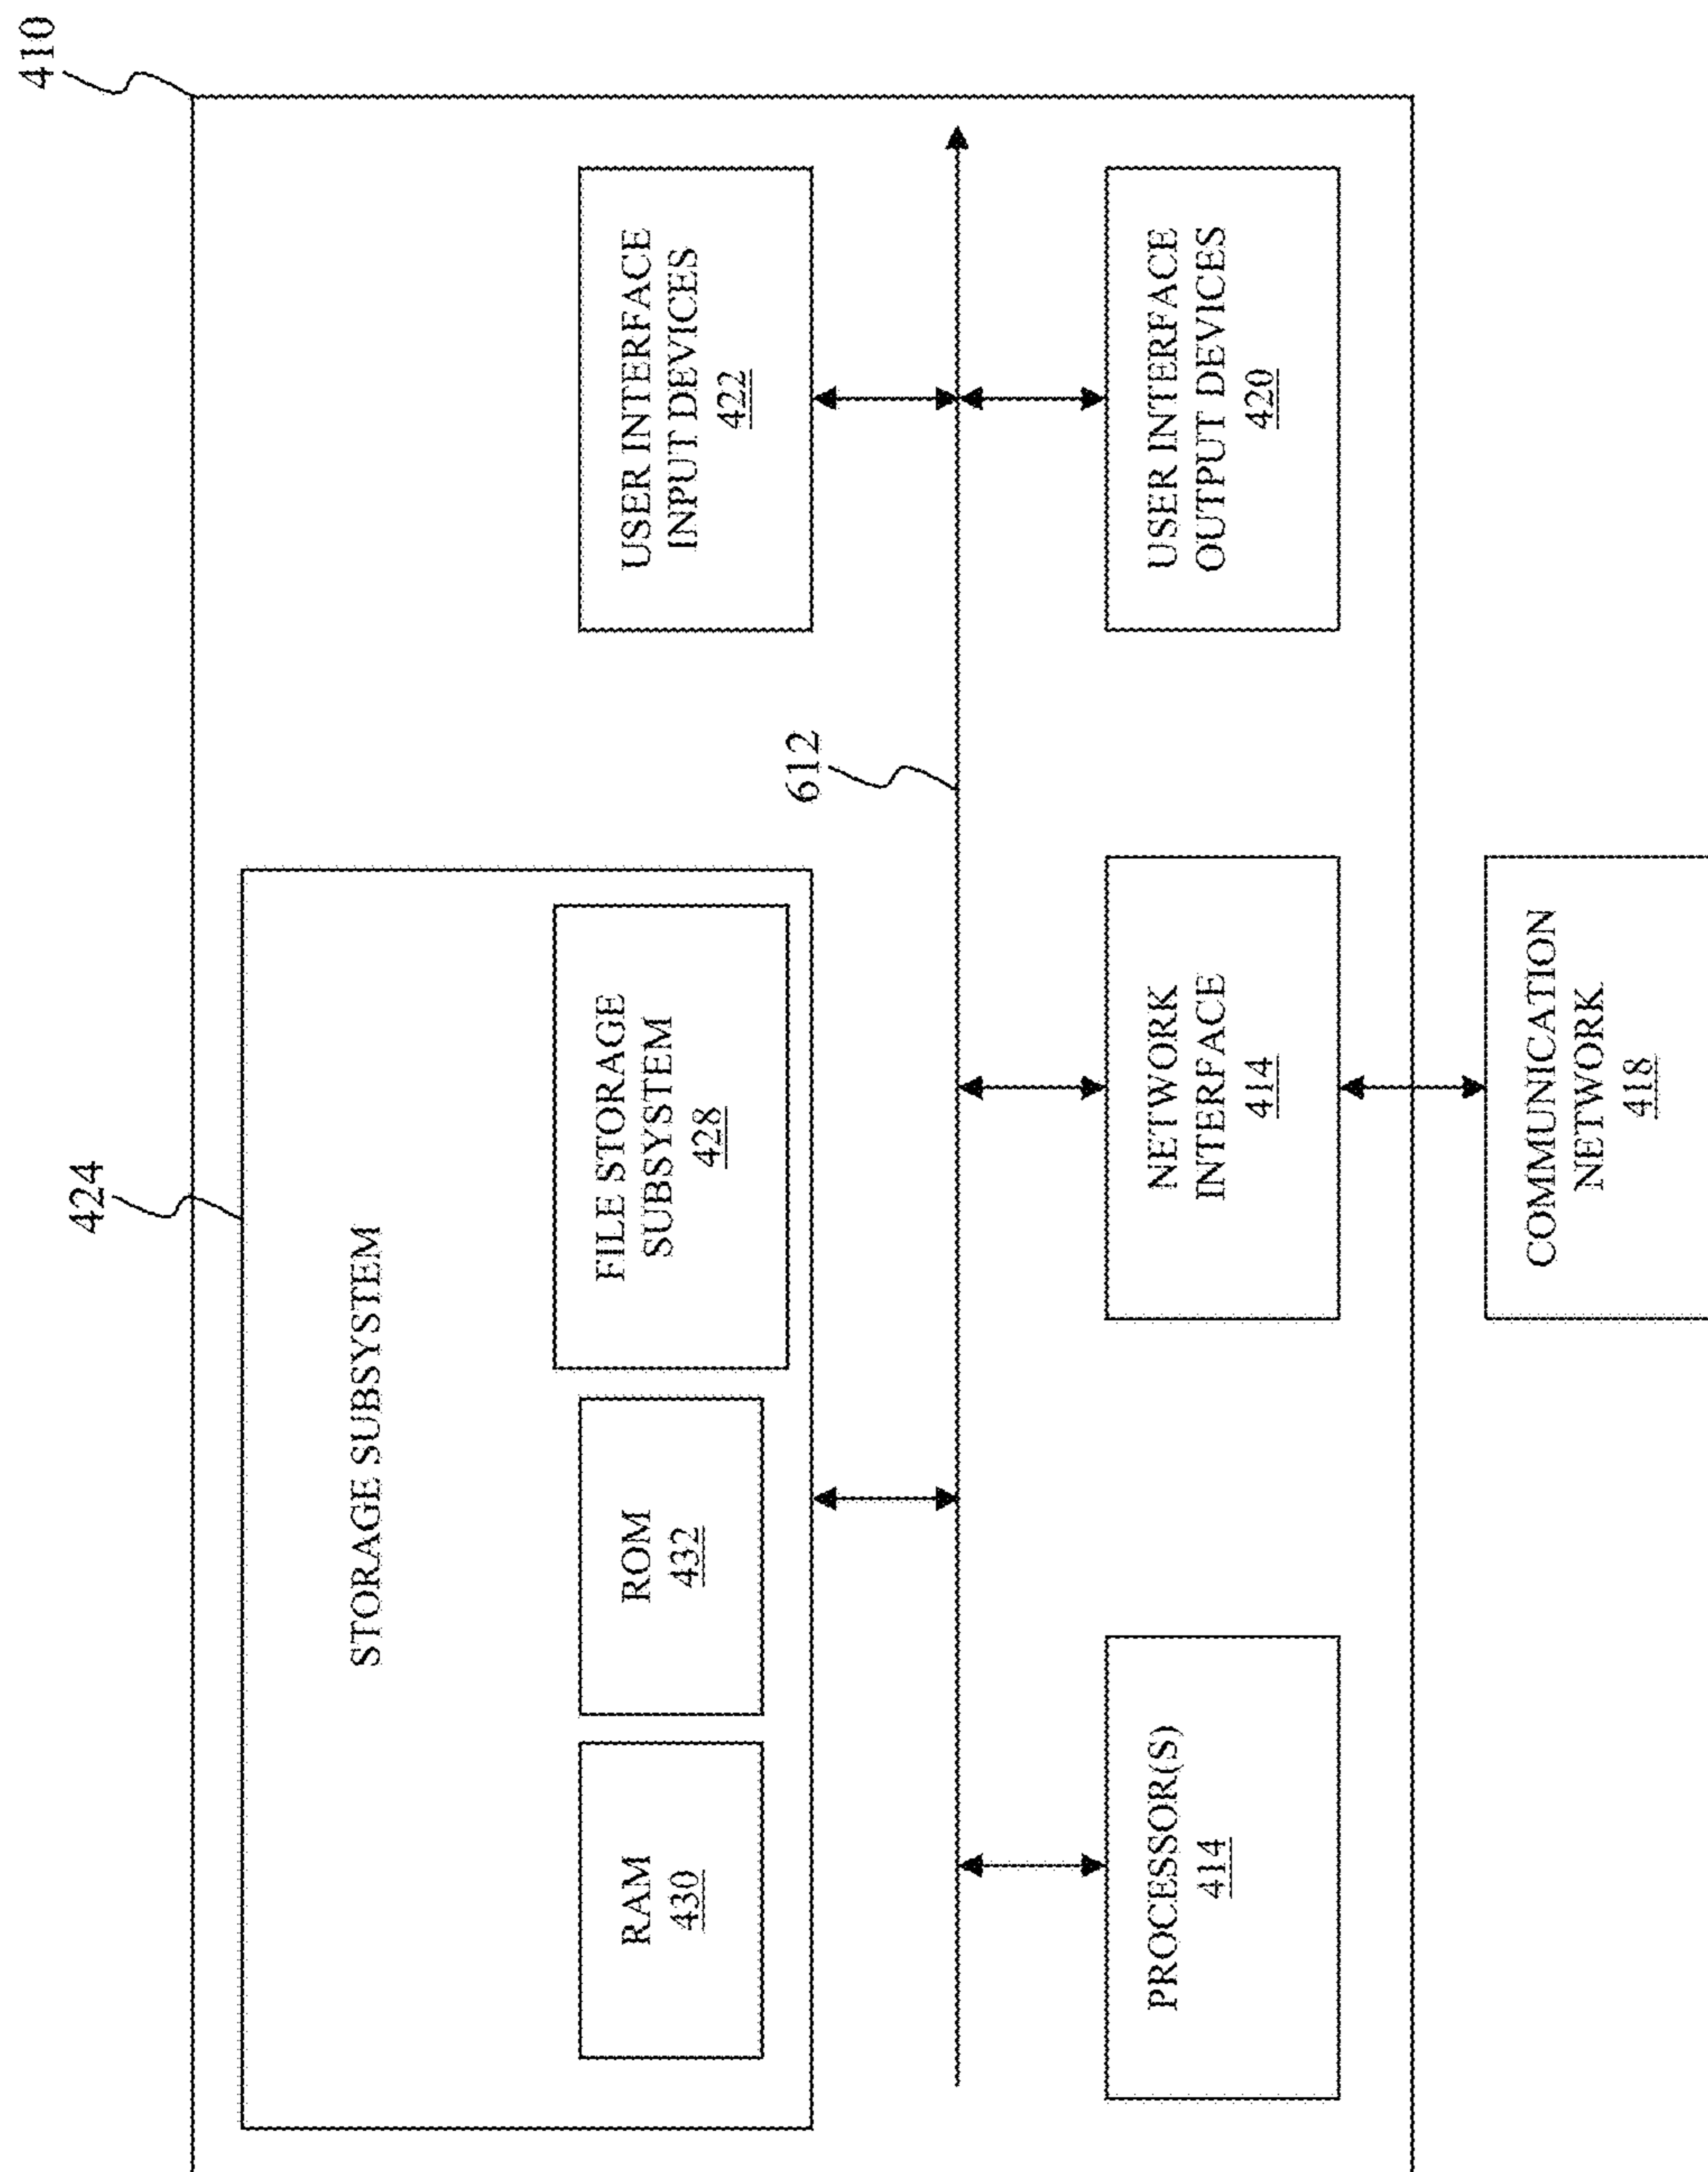 410
424
STORAGE SUBSYSTEM
RAM
430
ROM
432
FILE STORAGE
SUBSYSTEM
428
USER INTERFACE
INPUT DEVICES
422
612
PROCESSOR(S)
414
NETWORK
INTERFACE
414
USER INTERFACE
OUTPUT DEVICES
420
COMMUNICATION
NETWORK
418